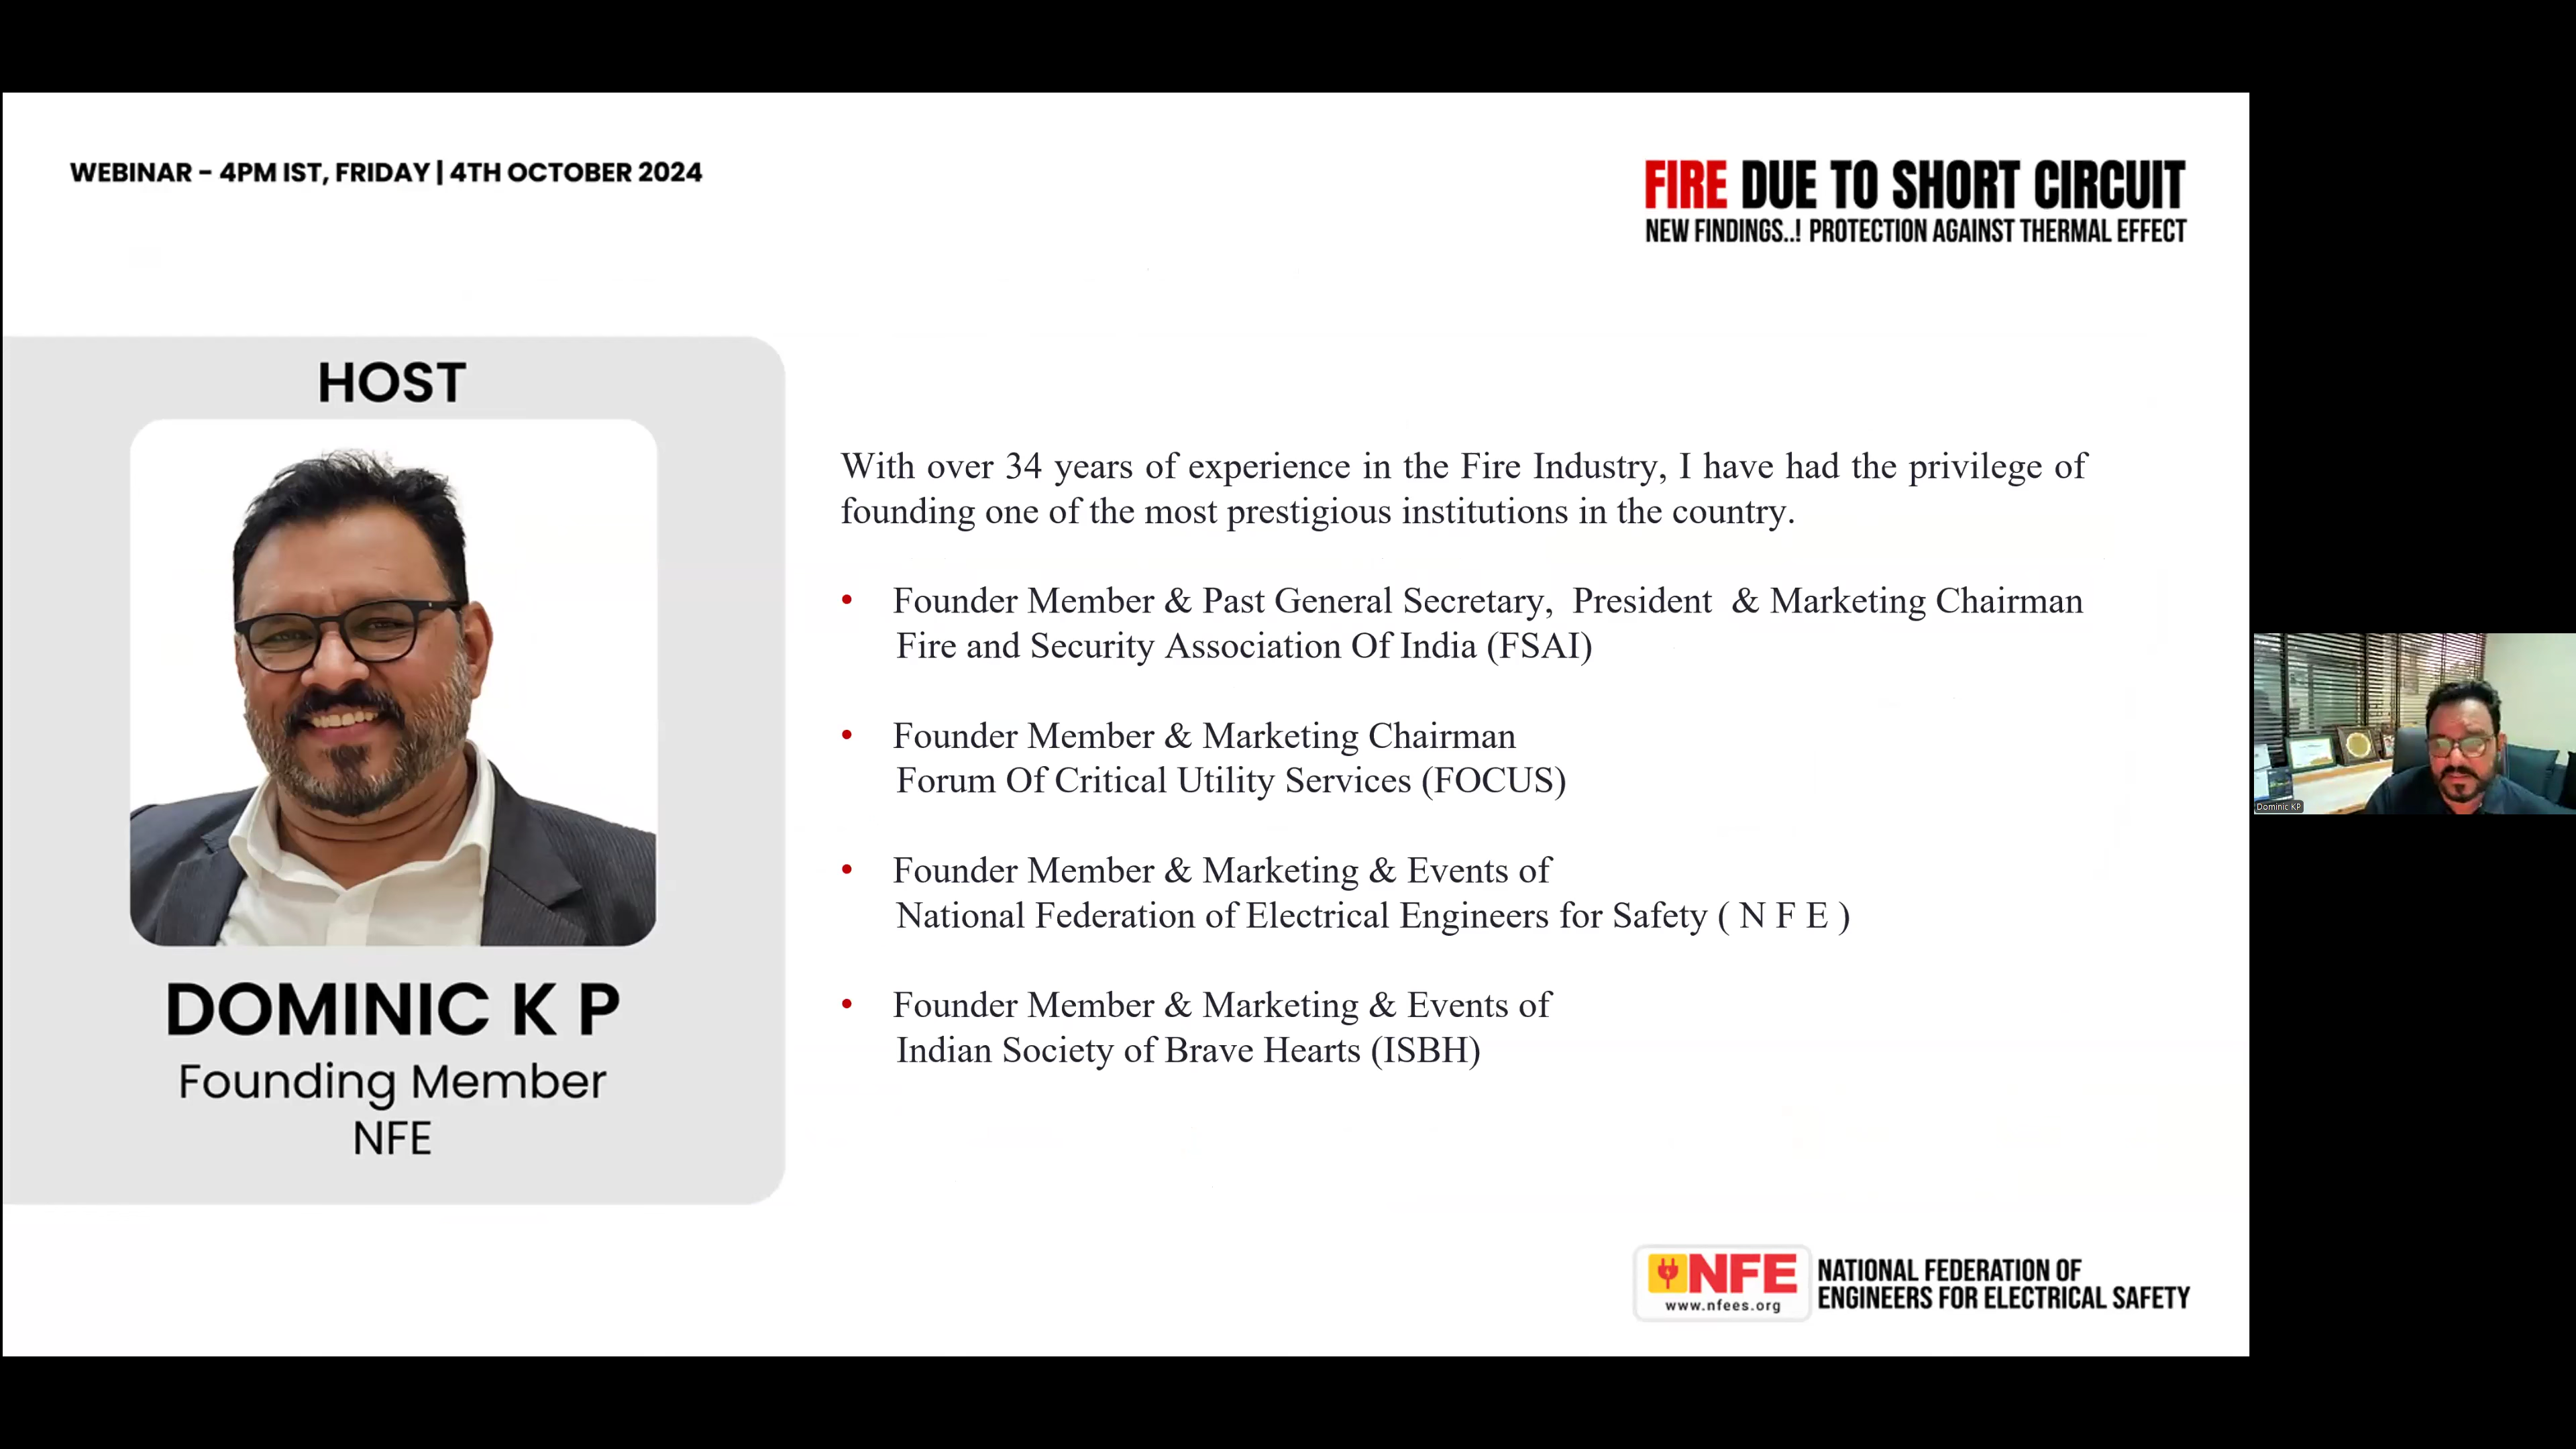 WEBINAR - 4PM IST, FRIDAY | 4TH OCTOBER 2024
FIRE DUE TO SHORT CIRCUIT
NEW FINDINGS..! PROTECTION AGAINST THERMAL EFFECT
HOST
DOMINIC K P
Founding Member
NFE
With over 34 years of experience in the Fire Industry, I have had the privilege of
founding one of the most prestigious institutions in the country.
• Founder Member & Past General Secretary, President & Marketing Chairman
Fire and Security Association Of India (FSAI)
• Founder Member & Marketing Chairman
Forum Of Critical Utility Services (FOCUS)
• Founder Member & Marketing & Events of
National Federation of Electrical Engineers for Safety ( N F E )
• Founder Member & Marketing & Events of
Indian Society of Brave Hearts (ISBH)
Dominic KP
NFE
www.nfees.org
NATIONAL FEDERATION OF
ENGINEERS FOR ELECTRICAL SAFETY